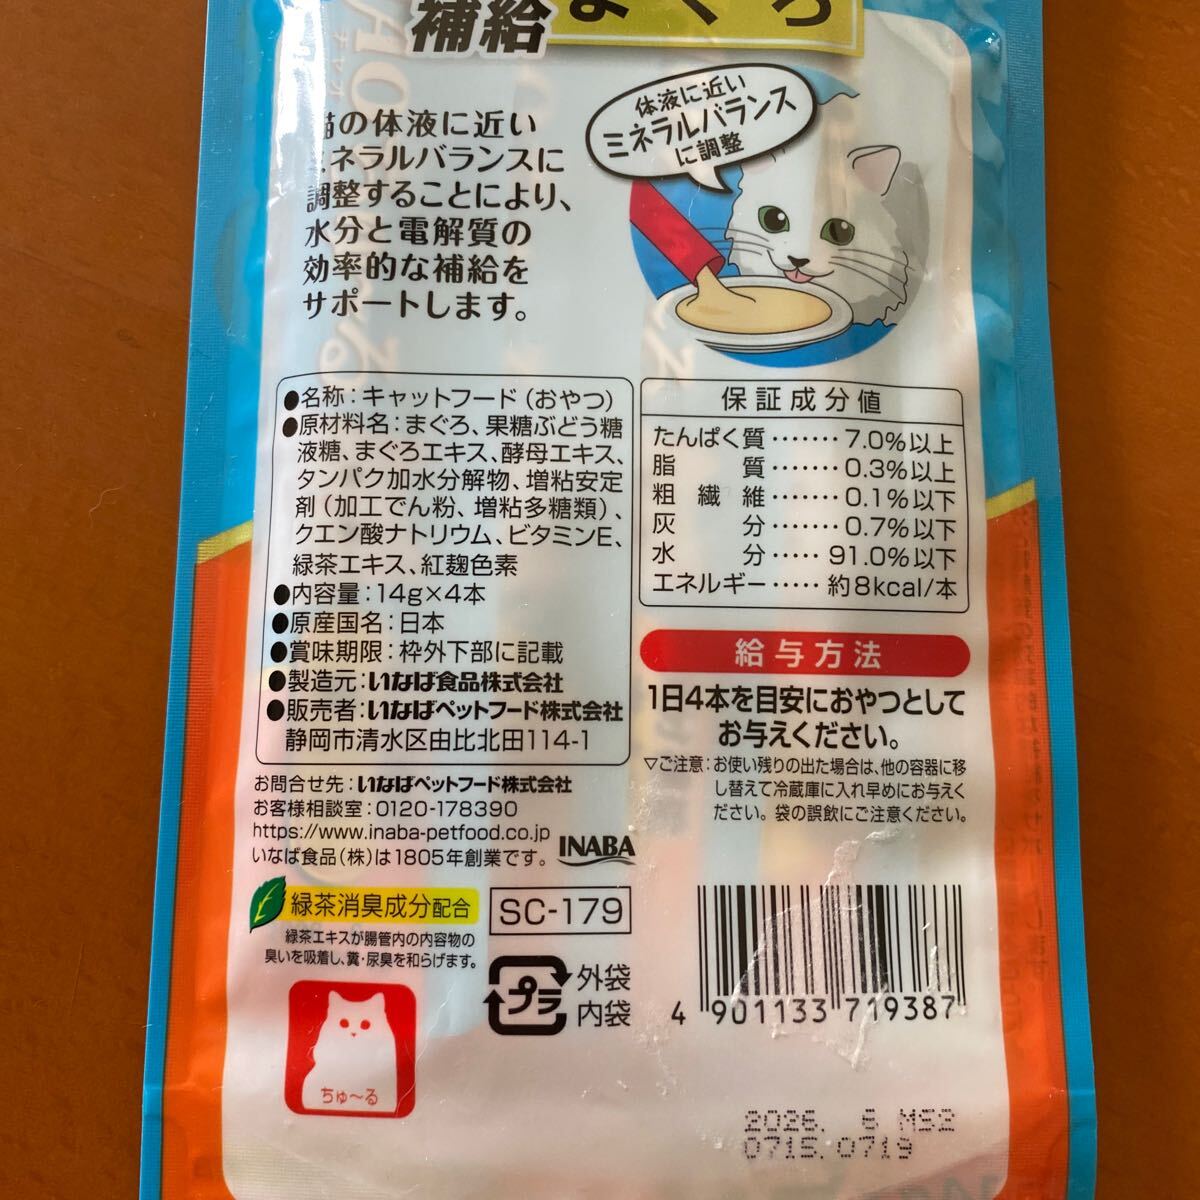 補給
まぐろ
体液に近い
ミネラルバランス
に調整
猫の体液に近い
ミネラルバランスに
調整することにより、
水分と電解質の
効率的な補給を
サポートします。
●名称：キャットフード（おやつ）
●原材料名：まぐろ、果糖ぶどう糖
液糖、まぐろエキス、酵母エキス、
タンパク加水分解物、増粘安定
剤（加工でん粉、増粘多糖類）、
クエン酸ナトリウム、ビタミンE、
緑茶エキス、紅麹色素
●内容量：14g×4本
●原産国名：日本
●賞味期限：枠外下部に記載
●製造元：いなば食品株式会社
●販売者：いなばペットフード株式会社
静岡市清水区由比北田114-1
お問合せ先：いなばペットフード株式会社
お客様相談室：0120-178390
https://www.inaba-petfood.co.jp
いなば食品（株）は1805年創業です。
INABA
保証成分値
たんぱく質……7.0%以上
脂質……0.3%以上
粗繊維……0.1%以下
灰分……0.7%以下
水分……91.0%以下
エネルギー……約8kcal/本
給与方法
1日4本を目安におやつとして
お与えください。
▽ご注意：お使い残りの出た場合は、他の容器に移
し替えて冷蔵庫に入れ早めにお与えく
ださい。袋の誤飲にご注意ください。
緑茶消臭成分配合
緑茶エキスが腸管内の内容物の
臭いを吸着し、糞・尿臭を和らげます。
SC-179
プラ
外袋
内袋
ちゅ〜る
4 901133 719387
2026. 6 MS2
0715.0719